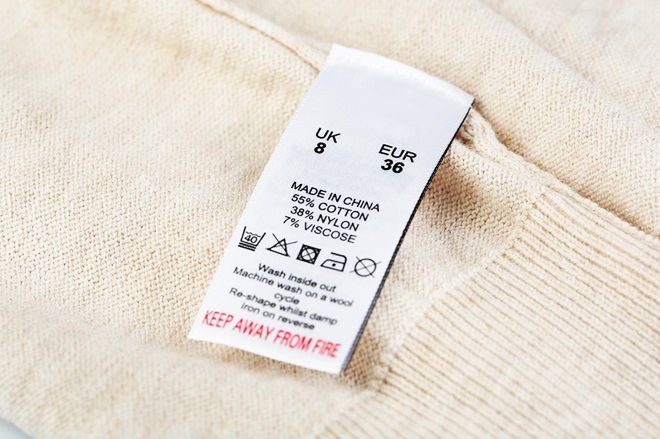 UK EUR
8 36
MADE IN CHINA
55% COTTON
38% NYLON
7% VISCOSE
40
Wash inside out
Machine wash on a wool
cycle
Re-shape whilst damp
iron on reverse
KEEP AWAY FROM FIRE